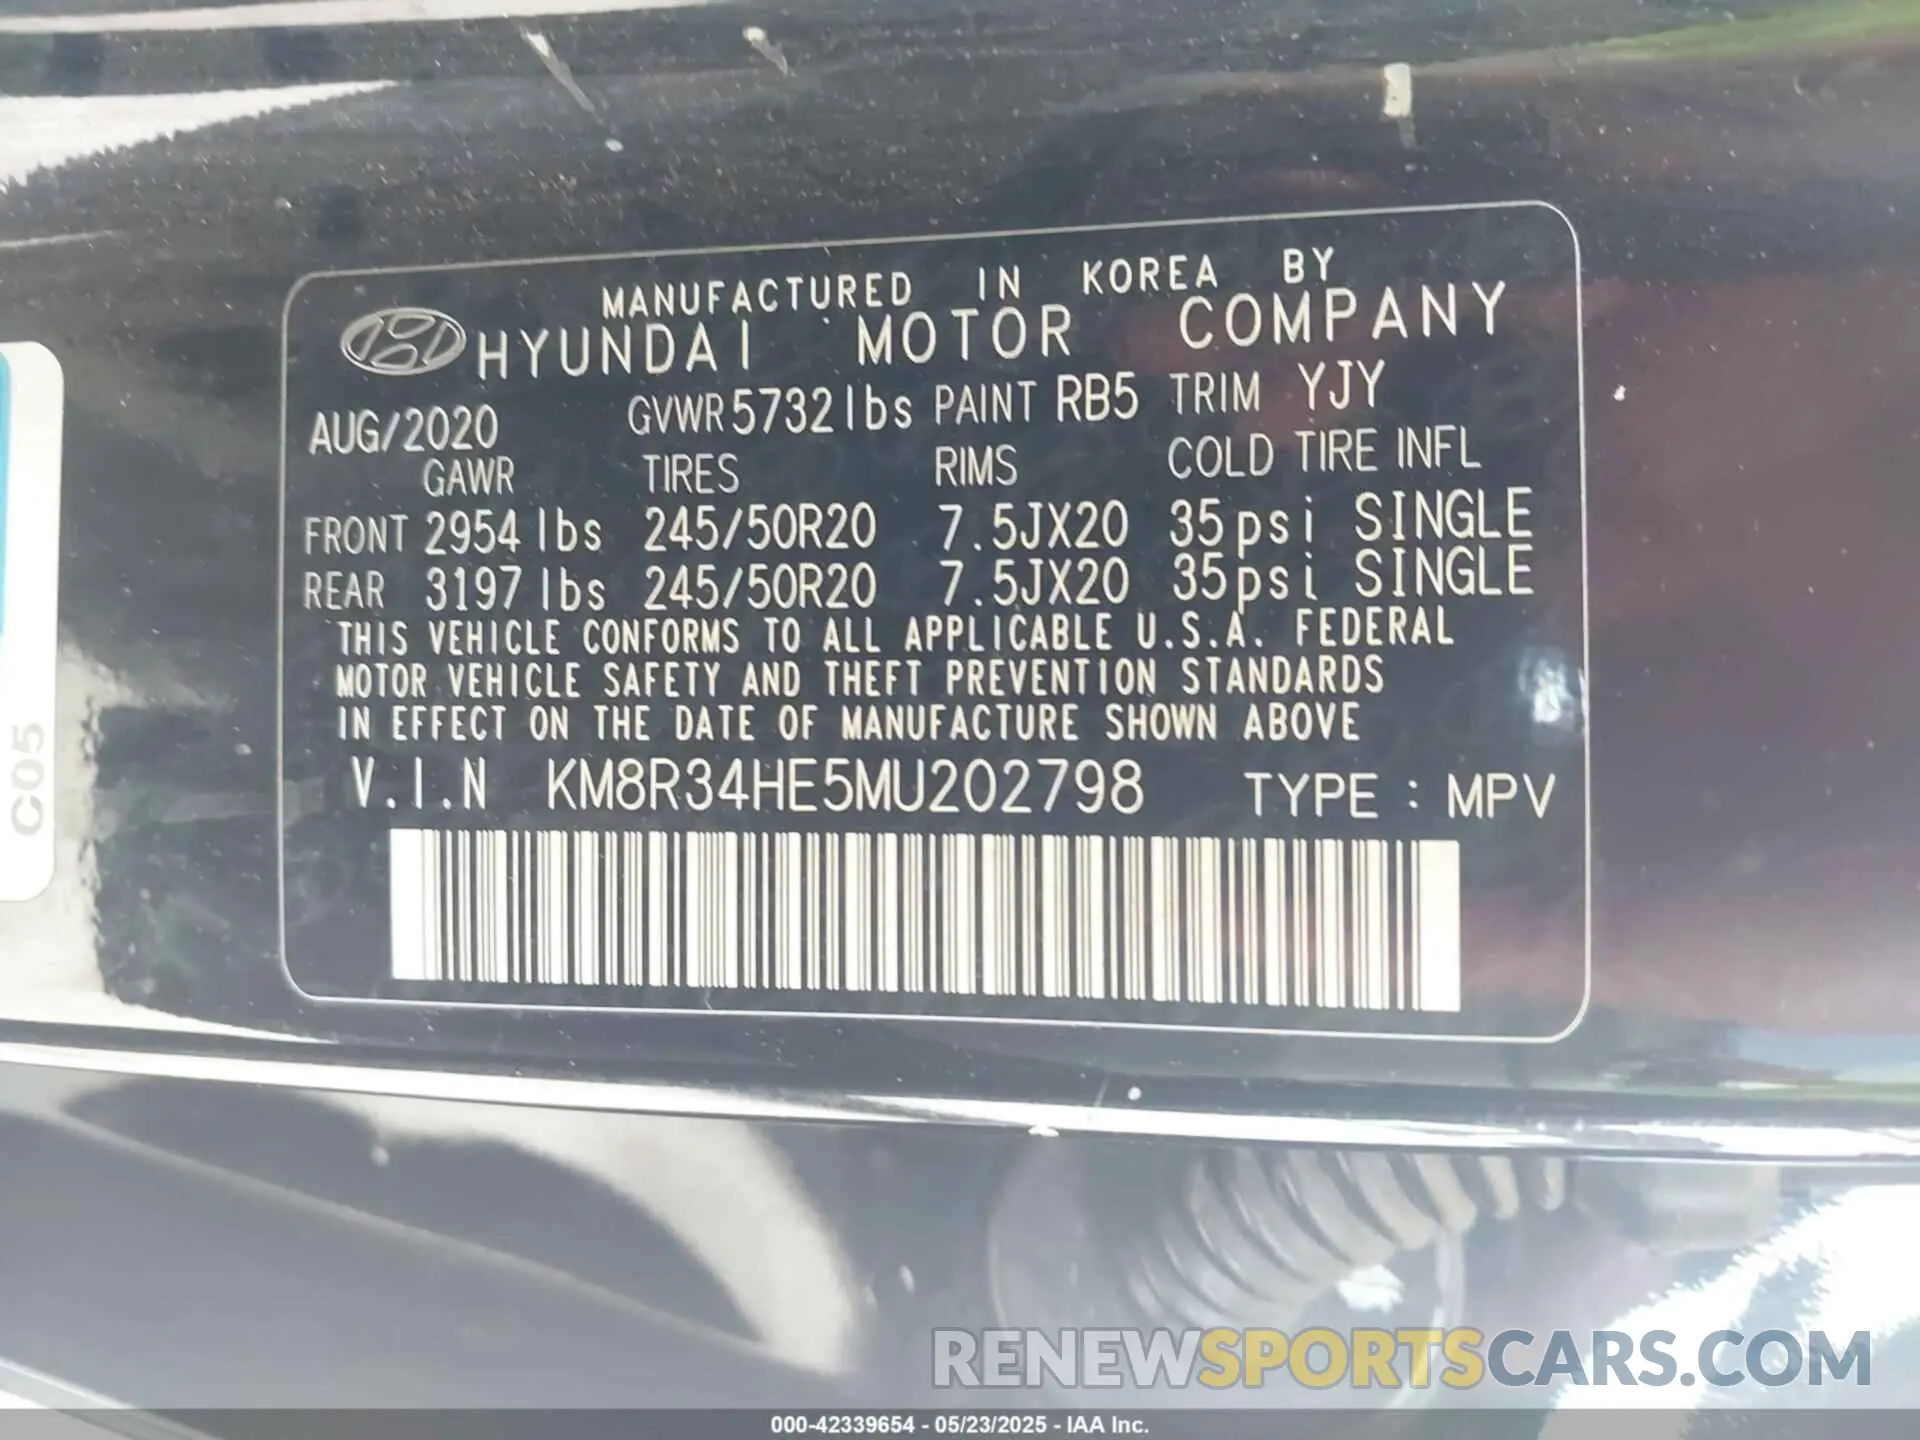 MANUFACTURED IN KOREA BY
HYUNDAI MOTOR COMPANY
AUG/2020 GVWR 5732 lbs PAINT RB5 TRIM YJY
GAWR TIRES RIMS COLD TIRE INFL
FRONT 2954 lbs 245/50R20 7.5JX20 35psi SINGLE
REAR 3197 lbs 245/50R20 7.5JX20 35psi SINGLE
THIS VEHICLE CONFORMS TO ALL APPLICABLE U.S.A. FEDERAL
MOTOR VEHICLE SAFETY AND THEFT PREVENTION STANDARDS
IN EFFECT ON THE DATE OF MANUFACTURE SHOWN ABOVE
V.I.N KM8R34HE5MU202798 TYPE : MPV
C05
RENEWSPORTSCARS.COM
000-42339654 - 05/23/2025 - IAA Inc.